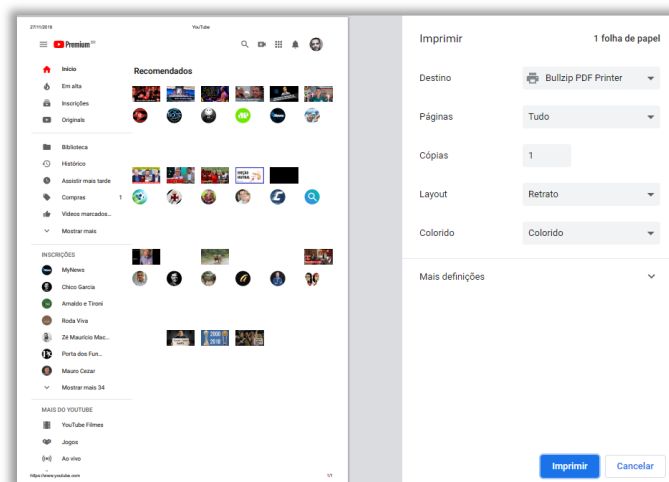 27/11/2019
YouTube
Premium BR
Início
Em alta
Inscrições
Originals
Biblioteca
Histórico
Assistir mais tarde
Compras 1
Vídeos marcados...
Mostrar mais
INSCRIÇÕES
MyNews
Chico Garcia
Arnaldo e Tironi
Roda Viva
Zé Maurício Mac...
Porta dos Fun...
Mauro Cezar
Mostrar mais 34
MAIS DO YOUTUBE
YouTube Filmes
Jogos
Ao vivo
https://www.youtube.com
1/1
Recomendados
Imprimir
1 folha de papel
Destino
Bullzip PDF Printer
Páginas
Tudo
Cópias
1
Layout
Retrato
Colorido
Colorido
Mais definições
Imprimir
Cancelar